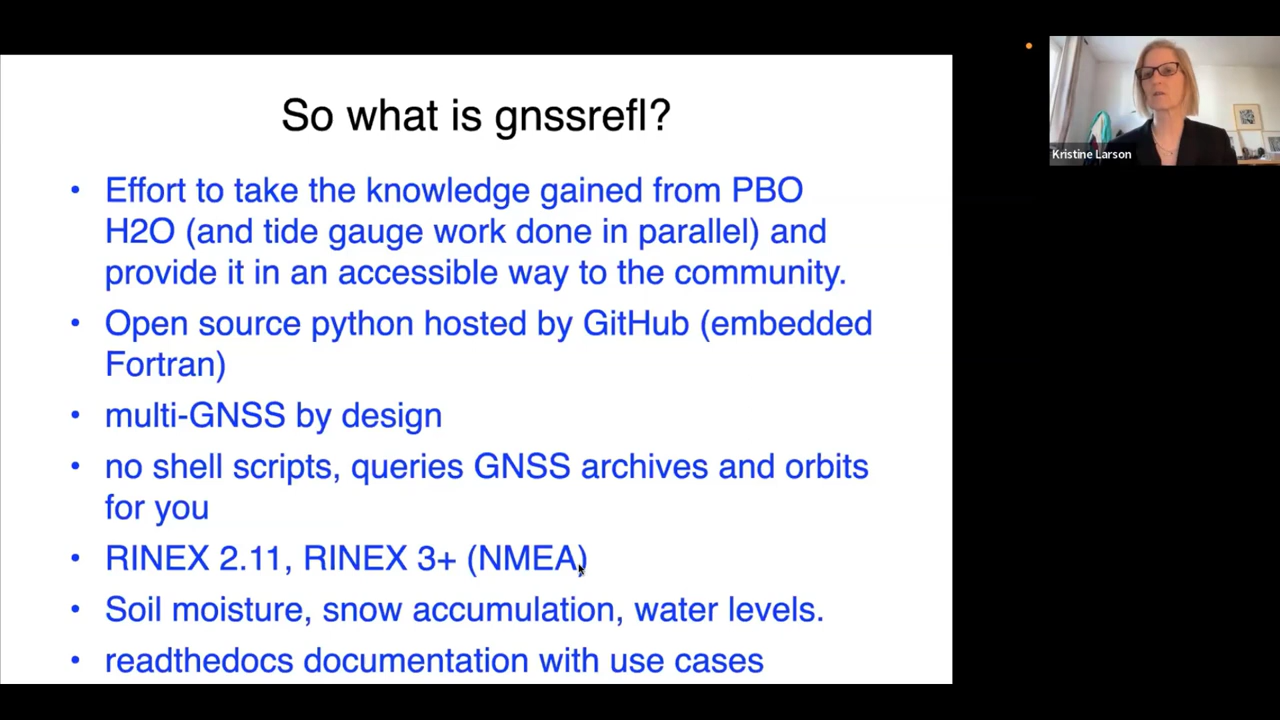 So what is gnssrefl?
• Effort to take the knowledge gained from PBO
H2O (and tide gauge work done in parallel) and
provide it in an accessible way to the community.
• Open source python hosted by GitHub (embedded
Fortran)
• multi-GNSS by design
• no shell scripts, queries GNSS archives and orbits
for you
• RINEX 2.11, RINEX 3+ (NMEA)
• Soil moisture, snow accumulation, water levels.
• readthedocs documentation with use cases
Kristine Larson